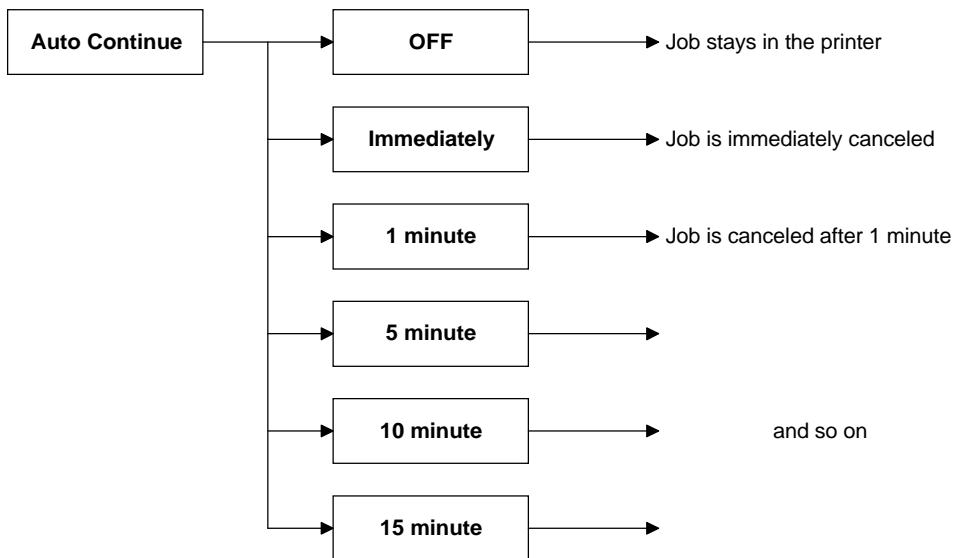 Auto Continue
OFF
Job stays in the printer
Immediately
Job is immediately canceled
1 minute
Job is canceled after 1 minute
5 minute
10 minute
and so on
15 minute